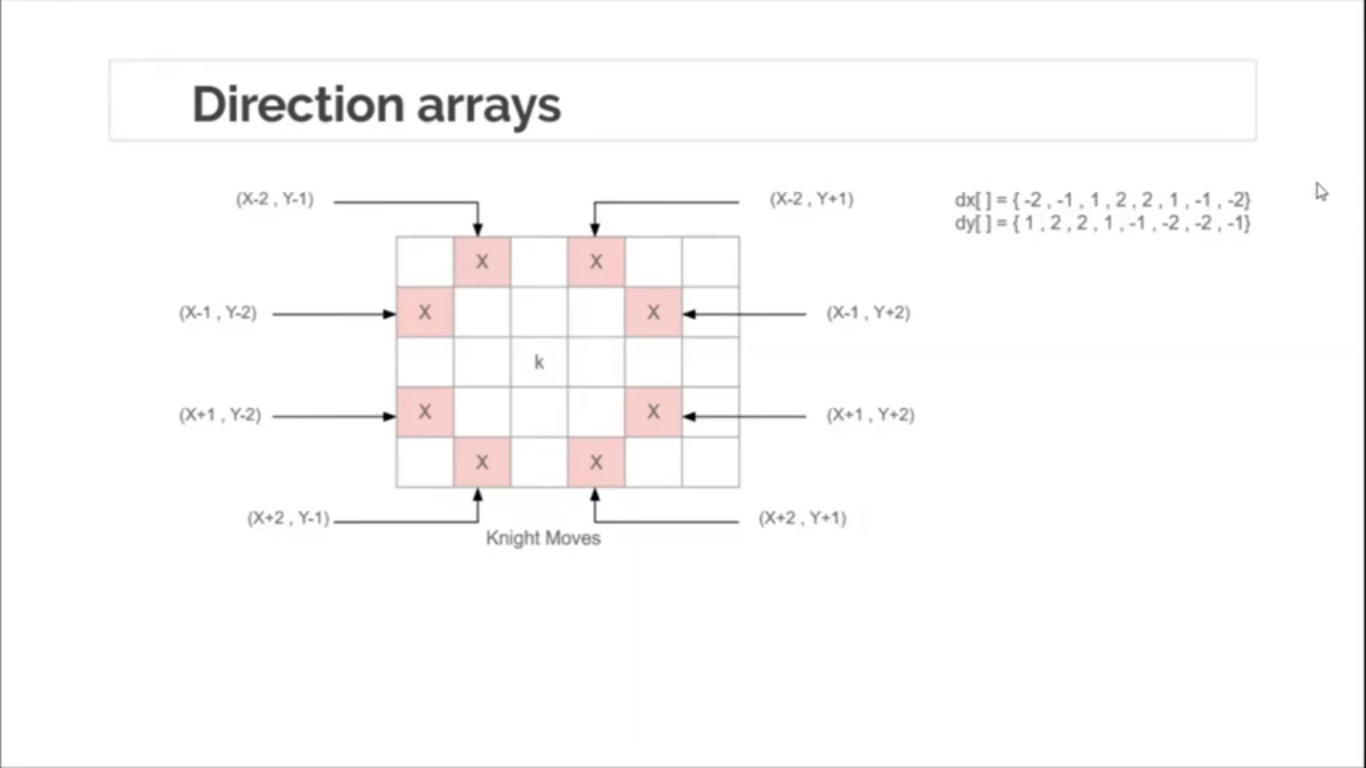 Direction arrays
(X-2 , Y-1)
(X-2 , Y+1)
dx[ ] = { -2 , -1 , 1 , 2 , 2 , 1 , -1 , -2}
dy[ ] = { 1 , 2 , 2 , 1 , -1 , -2 , -2 , -1}
X X
(X-1 , Y-2)
X X
(X-1 , Y+2)
k
(X+1 , Y-2)
X X
(X+1 , Y+2)
X X
(X+2 , Y-1)
(X+2 , Y+1)
Knight Moves